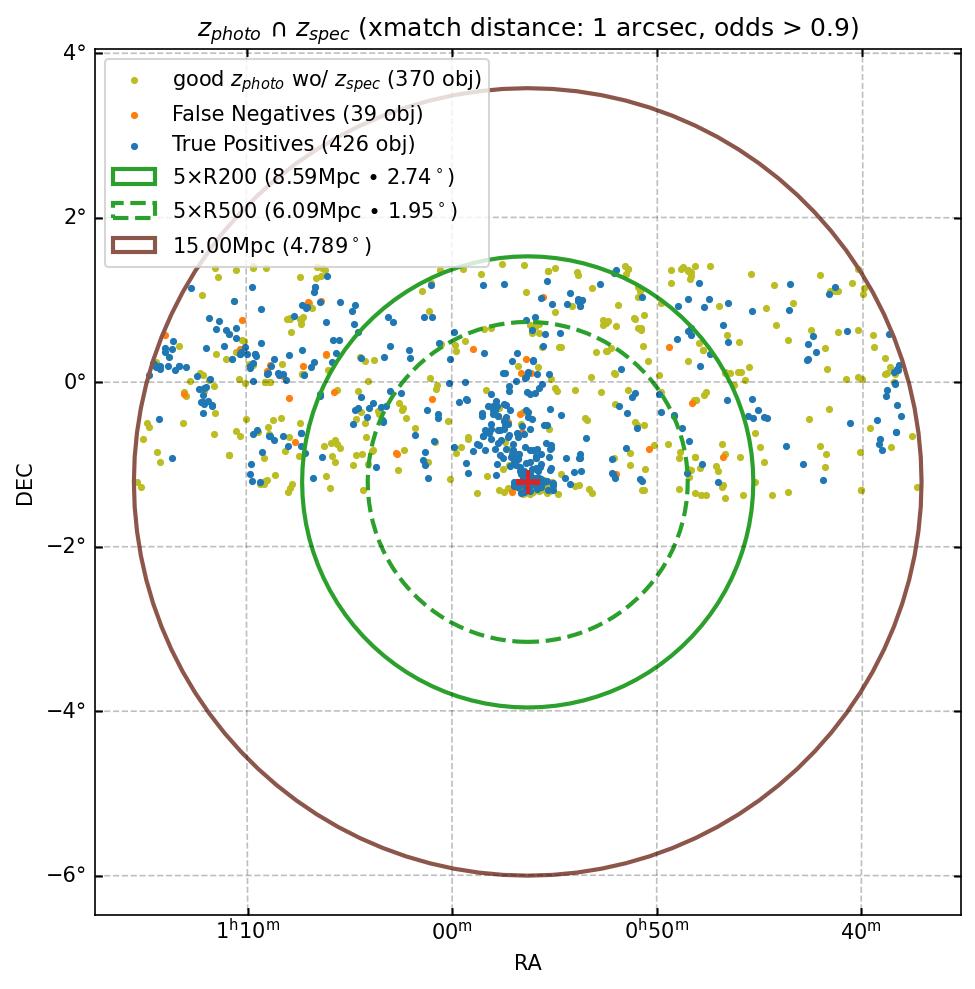 z_photo ∩ z_spec (xmatch distance: 1 arcsec, odds > 0.9)
good z_photo wo/ z_spec (370 obj)
False Negatives (39 obj)
True Positives (426 obj)
5×R200 (8.59Mpc • 2.74°)
5×R500 (6.09Mpc • 1.95°)
15.00Mpc (4.789°)
4°
2°
0°
−2°
−4°
−6°
DEC
1ʰ10ᵐ 00ᵐ 0ʰ50ᵐ 40ᵐ
RA